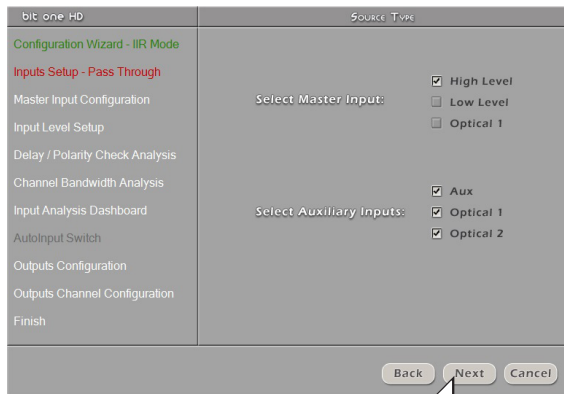 bit one HD
Source Type
Configuration Wizard - IIR Mode
Inputs Setup - Pass Through
Master Input Configuration
Input Level Setup
Delay / Polarity Check Analysis
Channel Bandwidth Analysis
Input Analysis Dashboard
AutoInput Switch
Outputs Configuration
Outputs Channel Configuration
Finish
Select Master Input:
High Level
Low Level
Optical 1
Select Auxiliary Inputs:
Aux
Optical 1
Optical 2
Back Next Cancel